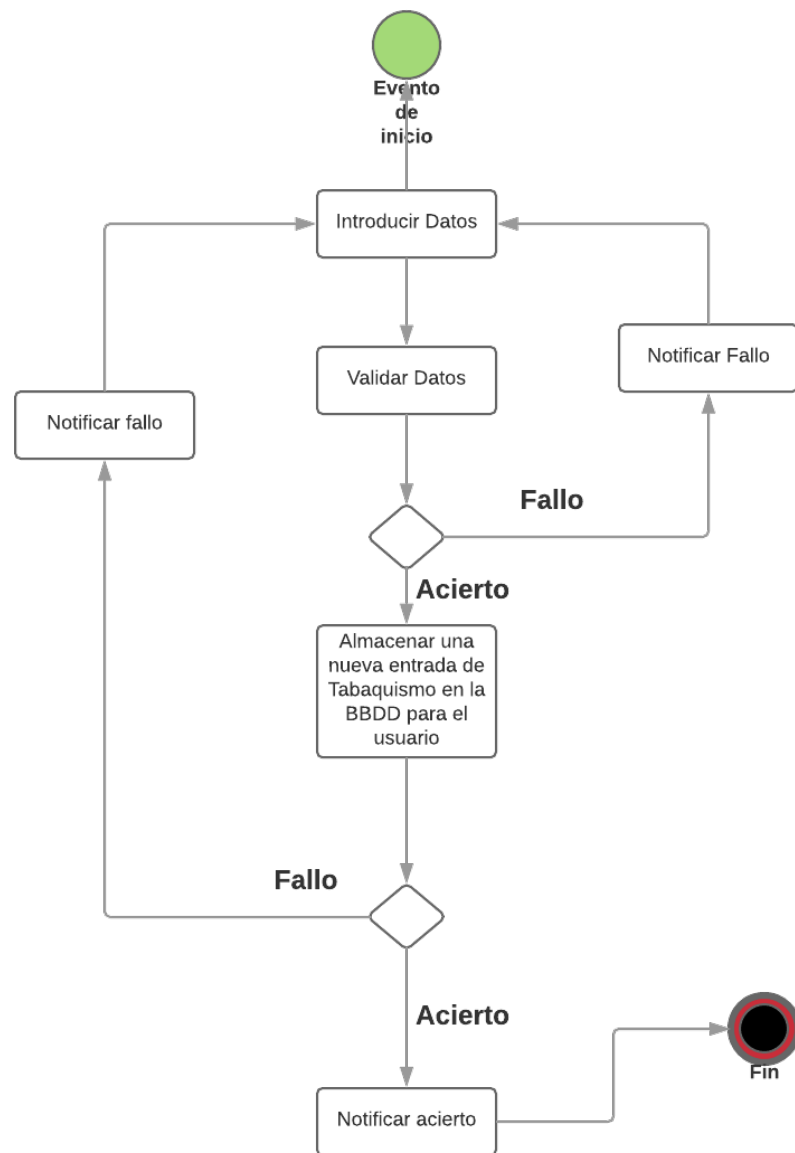 Evento
de
inicio
Introducir Datos
Notificar Fallo
Validar Datos
Notificar fallo
Fallo
Acierto
Almacenar una
nueva entrada de
Tabaquismo en la
BBDD para el
usuario
Fallo
Acierto
Fin
Notificar acierto